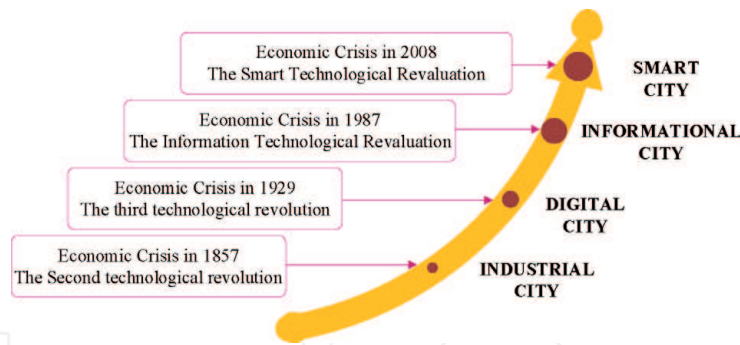 Economic Crisis in 2008
The Smart Technological Revaluation
SMART
CITY
Economic Crisis in 1987
The Information Technological Revaluation
INFORMATIONAL
CITY
Economic Crisis in 1929
The third technological revolution
DIGITAL
CITY
Economic Crisis in 1857
The Second technological revolution
INDUSTRIAL
CITY